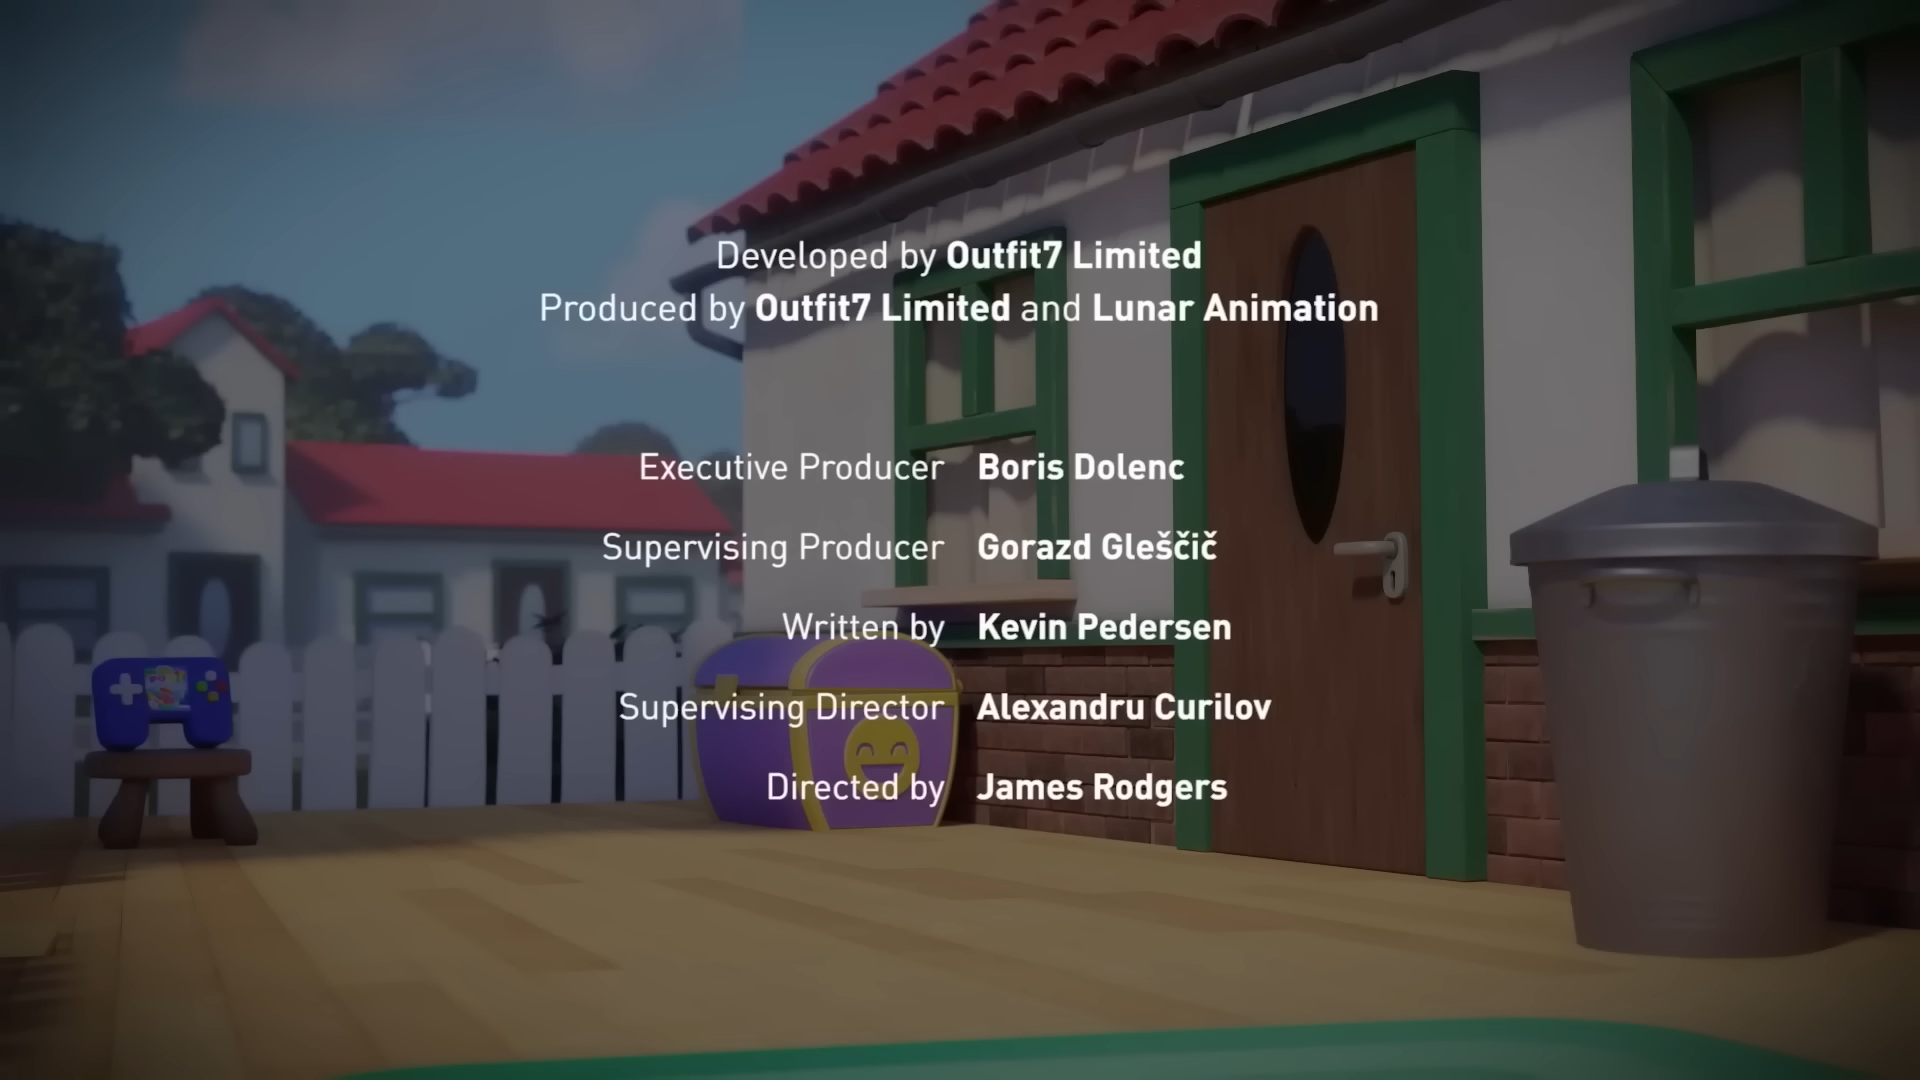 Developed by Outfit7 Limited
Produced by Outfit7 Limited and Lunar Animation
Executive Producer Boris Dolenc
Supervising Producer Gorazd Gleščič
Written by Kevin Pedersen
Supervising Director Alexandru Curilov
Directed by James Rodgers